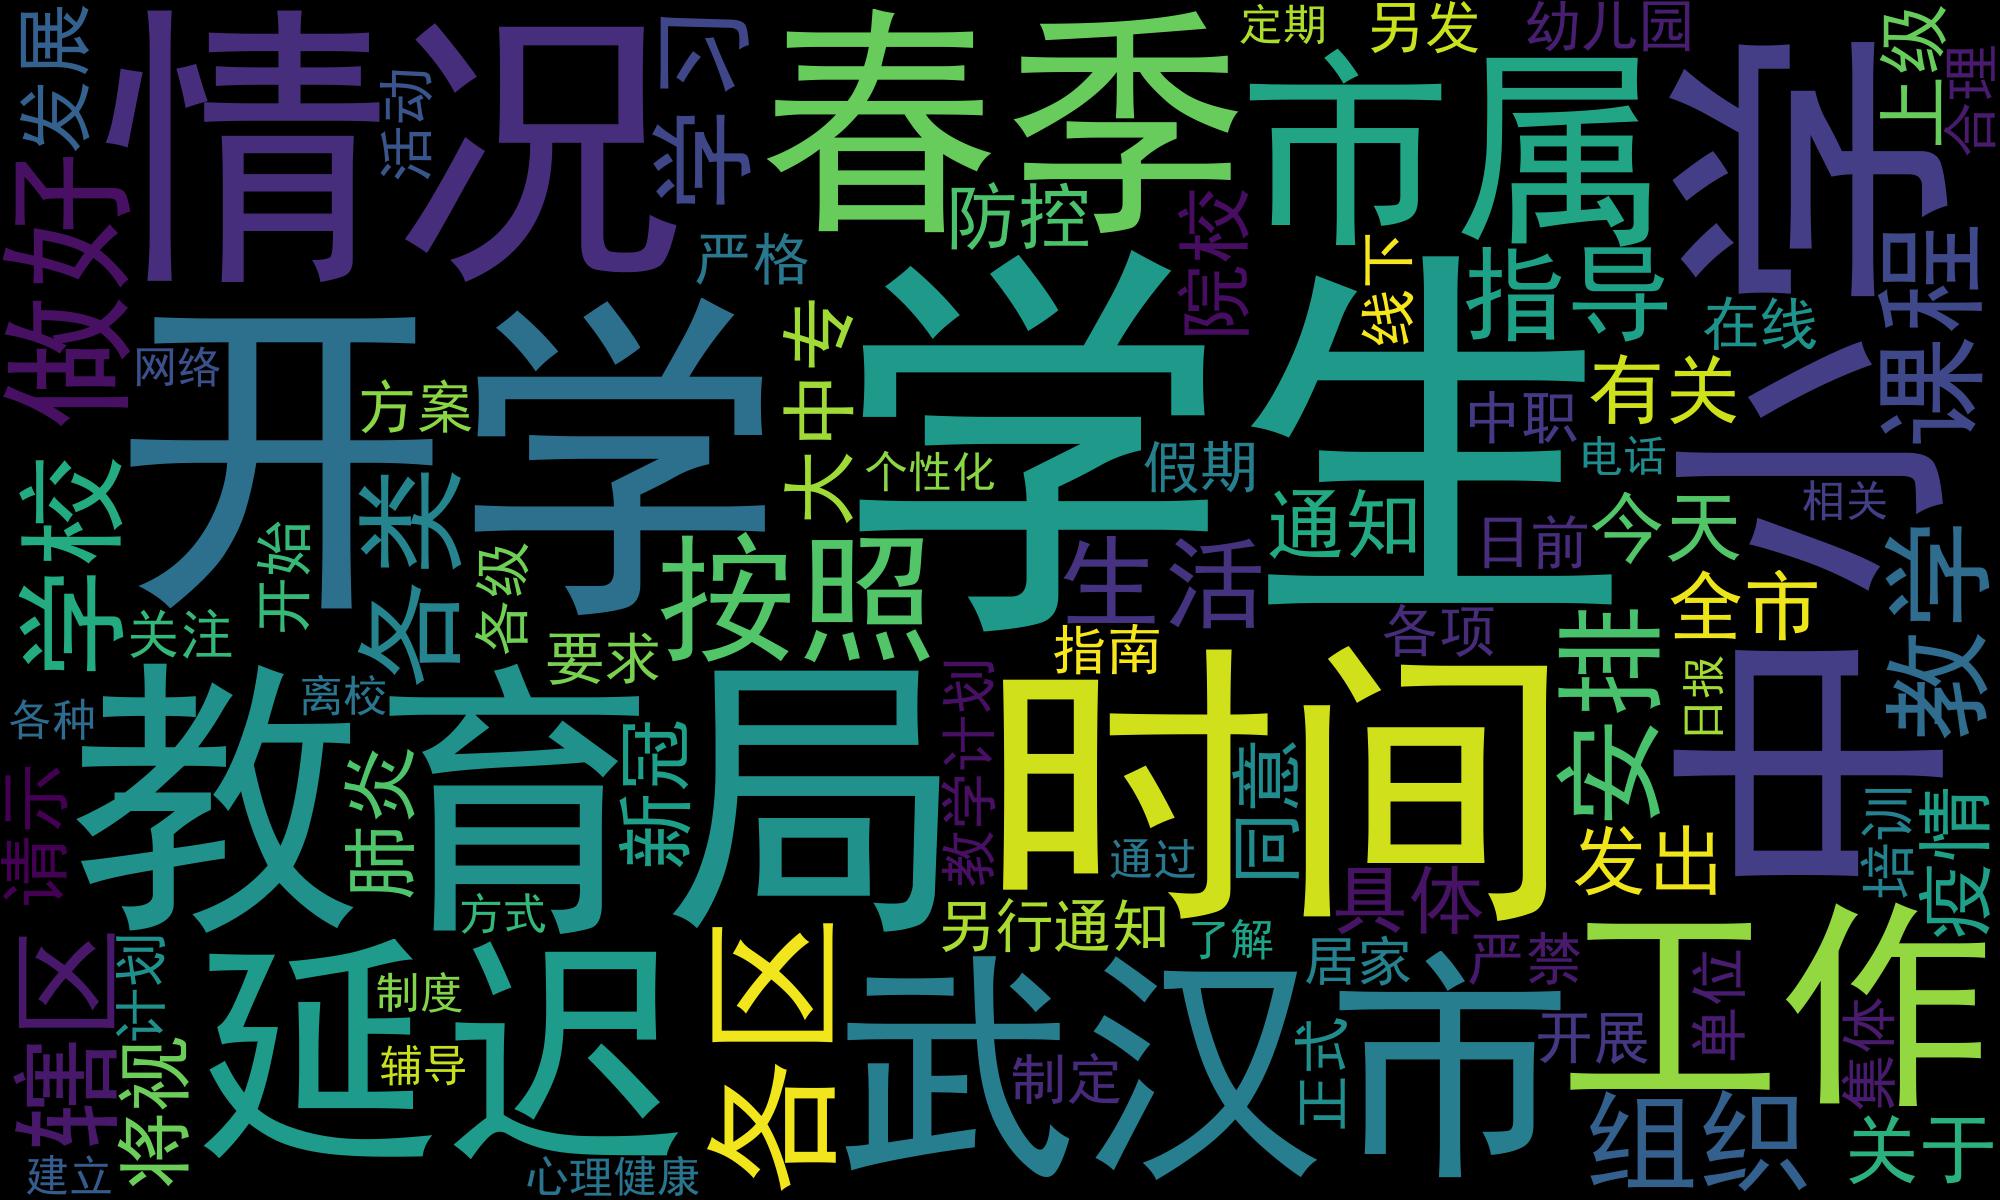 发展
情况
活动
学习
春季
定期
另发
幼儿园
市属
中小学
上级
合理
做好
严格
防控
院校
线下
指导
在线
课程
开学
网络
方案
大中专
学生
个性化
假期
通知
中职
有关
电话
日前
今天
相关
学校
开始
各类
各级
按照
要求
关注
生活
指南
各项
安排
全市
日报
教学
各种
离校
教育局
肺炎
新冠
教学计划
时间
同意
通过
发出
培训
疫情
请示
方式
另行通知
了解
具体
居家
严禁
单位
工作
辖区
计划
将视
延迟
制度
辅导
各区
武汉市
制定
正式
开展
集体
组织
关于
建立
心理健康